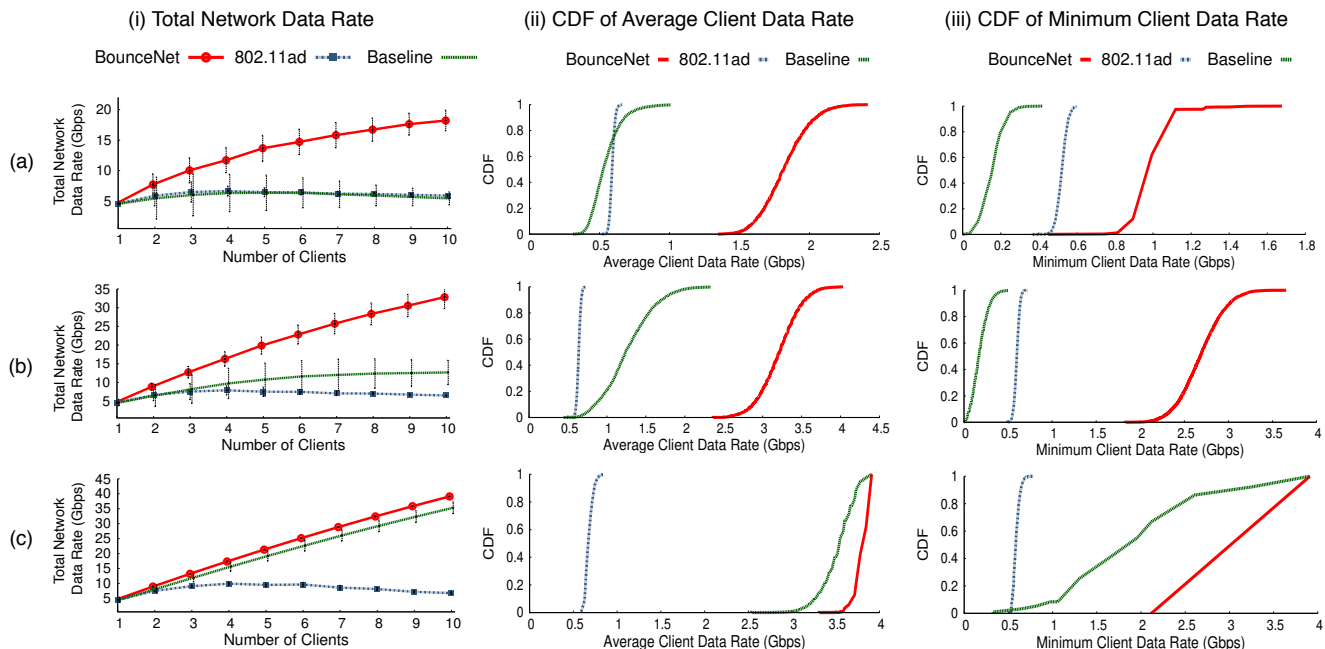 (i) Total Network Data Rate
(ii) CDF of Average Client Data Rate
(iii) CDF of Minimum Client Data Rate
BounceNet 802.11ad Baseline
BounceNet 802.11ad Baseline
BounceNet 802.11ad Baseline
(a)
Total Network
Data Rate (Gbps)
20
15
10
5
1 2 3 4 5 6 7 8 9 10
Number of Clients
CDF
1
0.8
0.6
0.4
0.2
0
0 0.5 1 1.5 2 2.5
Average Client Data Rate (Gbps)
CDF
1
0.8
0.6
0.4
0.2
0
0 0.2 0.4 0.6 0.8 1 1.2 1.4 1.6 1.8
Minimum Client Data Rate (Gbps)
(b)
Total Network
Data Rate (Gbps)
35
30
25
20
15
10
5
1 2 3 4 5 6 7 8 9 10
Number of Clients
CDF
1
0.8
0.6
0.4
0.2
0
0 0.5 1 1.5 2 2.5 3 3.5 4 4.5
Average Client Data Rate (Gbps)
CDF
1
0.8
0.6
0.4
0.2
0
0 0.5 1 1.5 2 2.5 3 3.5 4
Minimum Client Data Rate (Gbps)
(c)
Total Network
Data Rate (Gbps)
45
40
35
30
25
20
15
10
5
1 2 3 4 5 6 7 8 9 10
Number of Clients
CDF
1
0.8
0.6
0.4
0.2
0
0 0.5 1 1.5 2 2.5 3 3.5 4
Average Client Data Rate (Gbps)
CDF
1
0.8
0.6
0.4
0.2
0
0 0.5 1 1.5 2 2.5 3 3.5 4
Minimum Client Data Rate (Gbps)